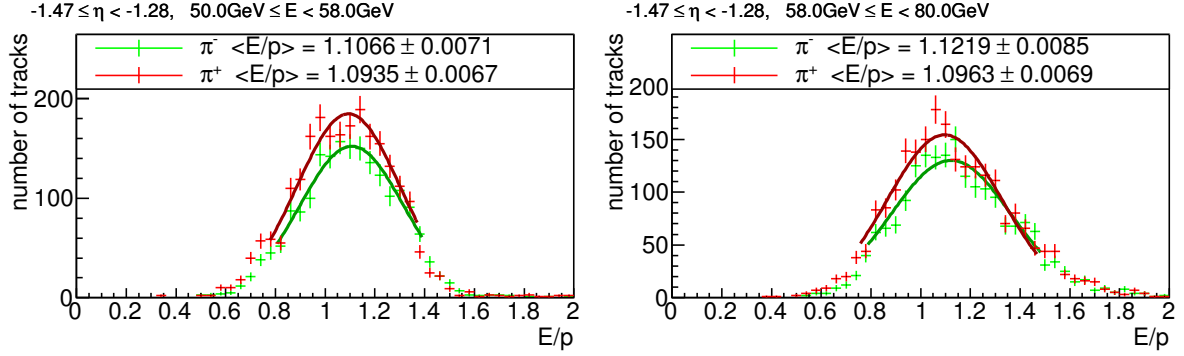 -1.47 ≤ η < -1.28, 50.0GeV ≤ E < 58.0GeV
π⁻ <E/p> = 1.1066 ± 0.0071
π⁺ <E/p> = 1.0935 ± 0.0067
number of tracks
200
100
0
0 0.2 0.4 0.6 0.8 1 1.2 1.4 1.6 1.8 2
E/p
-1.47 ≤ η < -1.28, 58.0GeV ≤ E < 80.0GeV
π⁻ <E/p> = 1.1219 ± 0.0085
π⁺ <E/p> = 1.0963 ± 0.0069
number of tracks
200
150
100
50
0
0 0.2 0.4 0.6 0.8 1 1.2 1.4 1.6 1.8 2
E/p